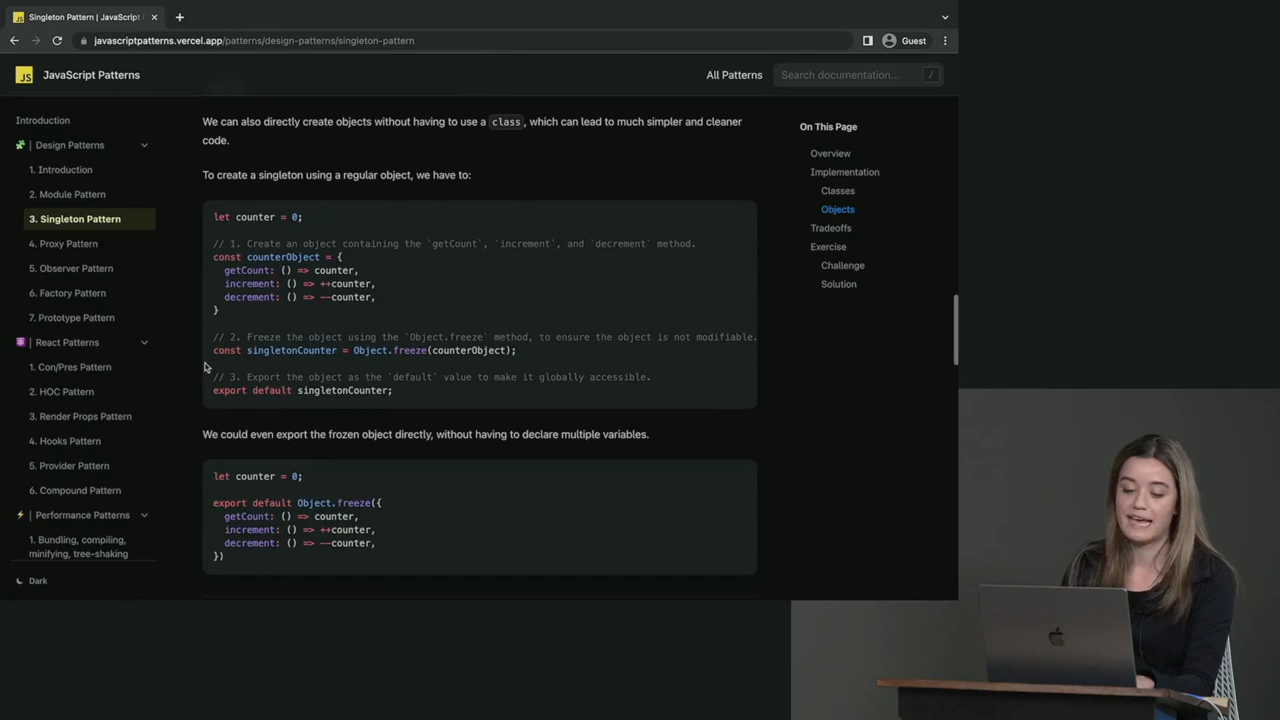 Singleton Pattern | JavaScript
javascriptpatterns.vercel.app/patterns/design-patterns/singleton-pattern
Guest
JS
JavaScript Patterns
All Patterns
Search documentation...
/
Introduction
Design Patterns
1. Introduction
2. Module Pattern
3. Singleton Pattern
4. Proxy Pattern
5. Observer Pattern
6. Factory Pattern
7. Prototype Pattern
React Patterns
1. Con/Pres Pattern
2. HOC Pattern
3. Render Props Pattern
4. Hooks Pattern
5. Provider Pattern
6. Compound Pattern
Performance Patterns
1. Bundling, compiling,
minifying, tree-shaking
Dark
We can also directly create objects without having to use a class, which can lead to much simpler and cleaner
code.
To create a singleton using a regular object, we have to:
let counter = 0;
// 1. Create an object containing the `getCount`, `increment`, and `decrement` method.
const counterObject = {
getCount: () => counter,
increment: () => ++counter,
decrement: () => --counter,
}
// 2. Freeze the object using the `Object.freeze` method, to ensure the object is not modifiable.
const singletonCounter = Object.freeze(counterObject);
// 3. Export the object as the `default` value to make it globally accessible.
export default singletonCounter;
We could even export the frozen object directly, without having to declare multiple variables.
let counter = 0;
export default Object.freeze({
getCount: () => counter,
increment: () => ++counter,
decrement: () => --counter,
})
On This Page
Overview
Implementation
Classes
Objects
Tradeoffs
Exercise
Challenge
Solution